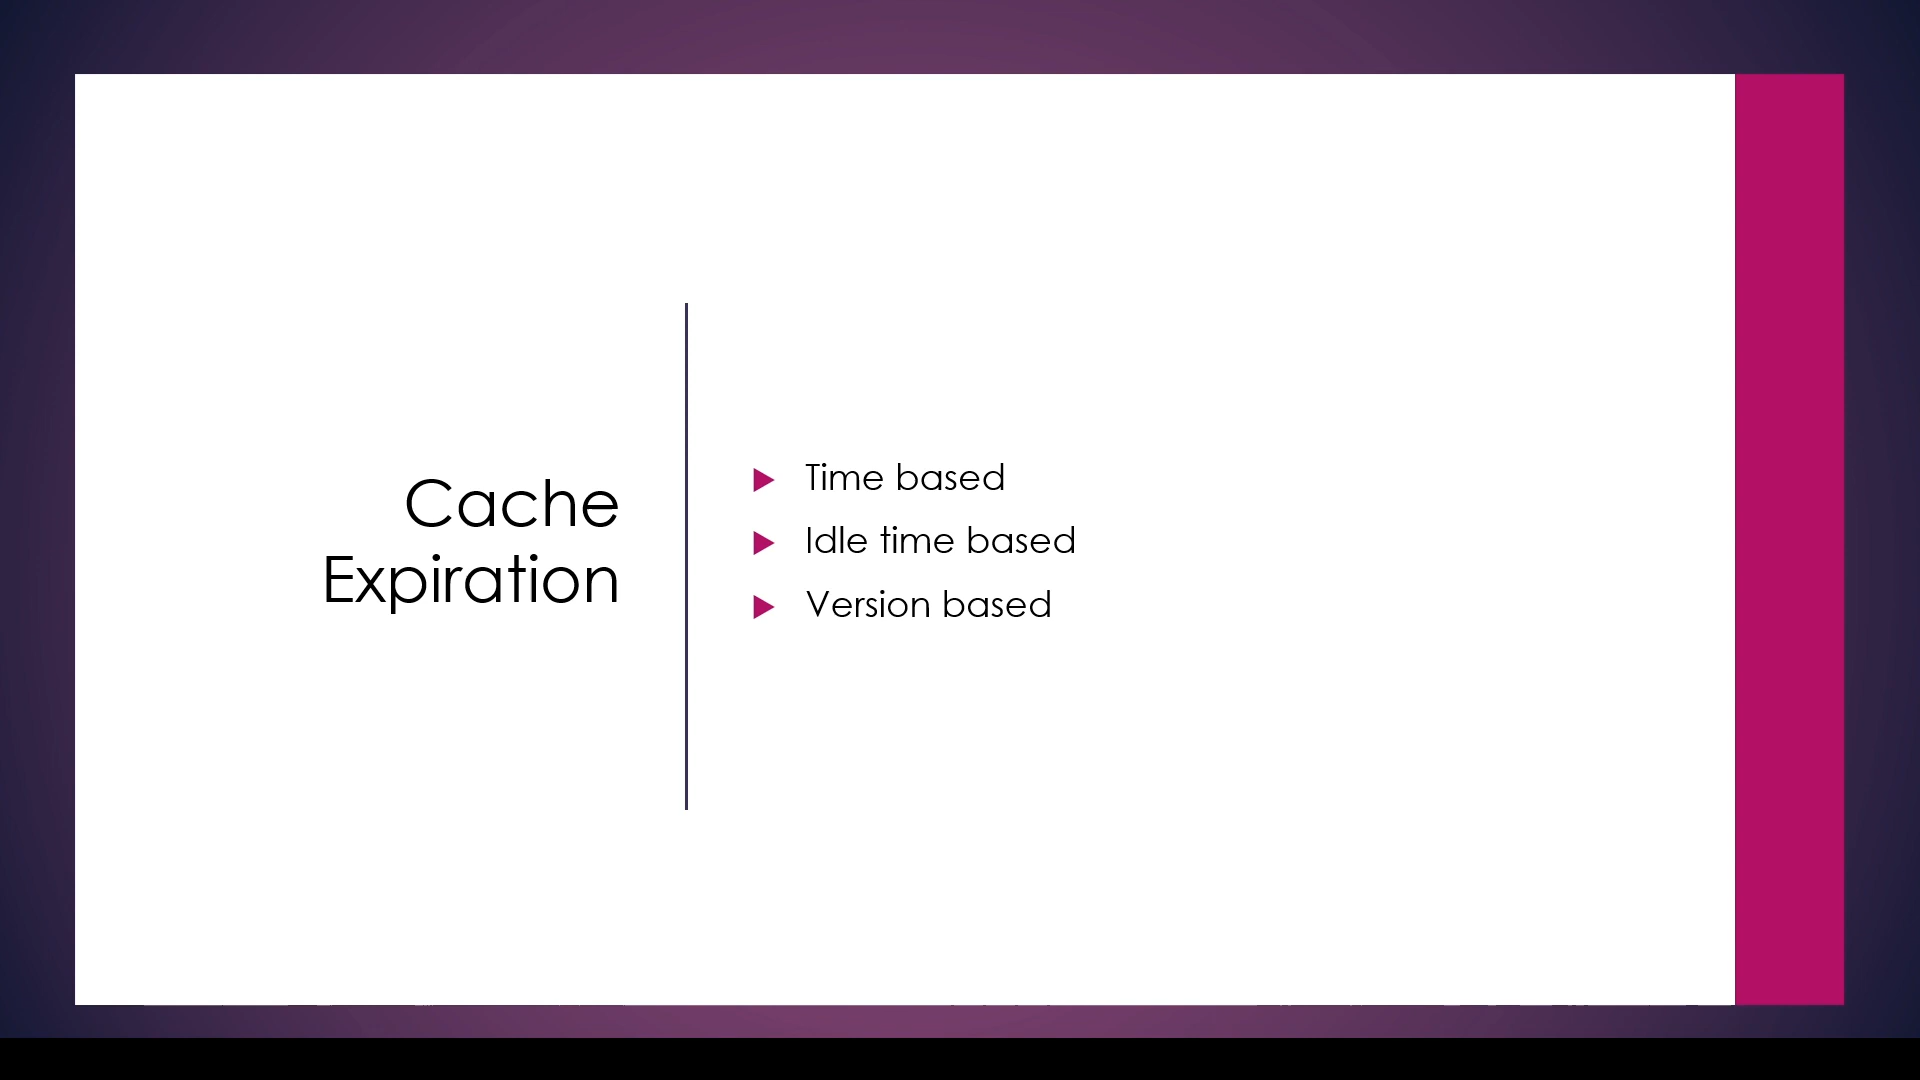 Cache
Expiration
Time based
Idle time based
Version based